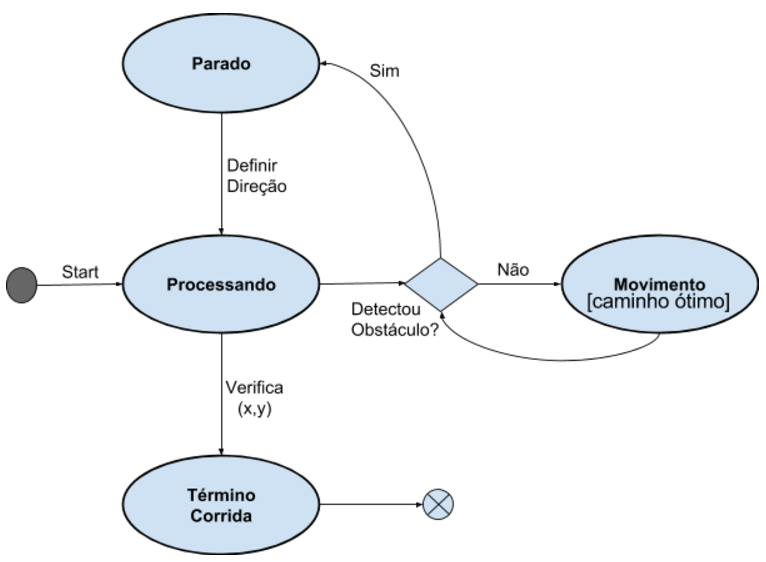 Parado
Sim
Definir
Direção
Start
Processando
Não
Movimento
[caminho ótimo]
Detectou
Obstáculo?
Verifica
(x,y)
Término
Corrida